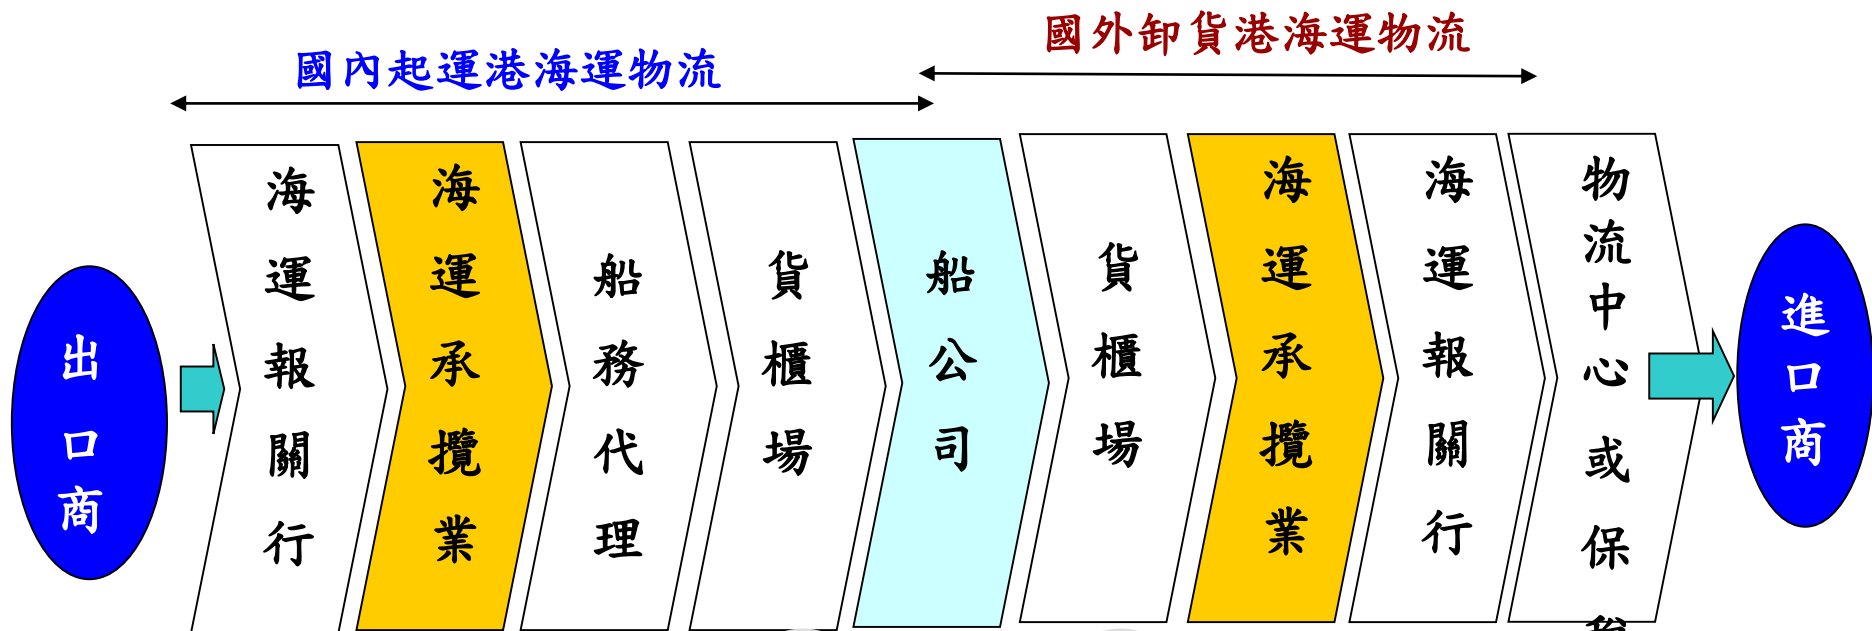 國內起運港海運物流
國外卸貨港海運物流
出口商
海運報關行
海運承攬業
船務代理
貨櫃場
船公司
貨櫃場
海運承攬業
海運報關行
物流中心或保
進口商